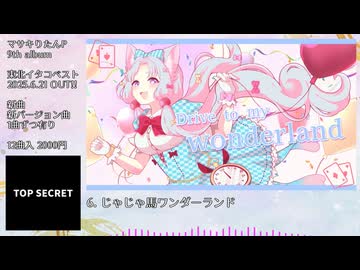 マサキりたんP
9th album
東北イタコベスト
2025.6.21 OUT!!
新曲
新バージョン曲
1曲ずつ有り
12曲入 2000円
TOP SECRET
Drive to my
wonderland
6. じゃじゃ馬ワンダーランド